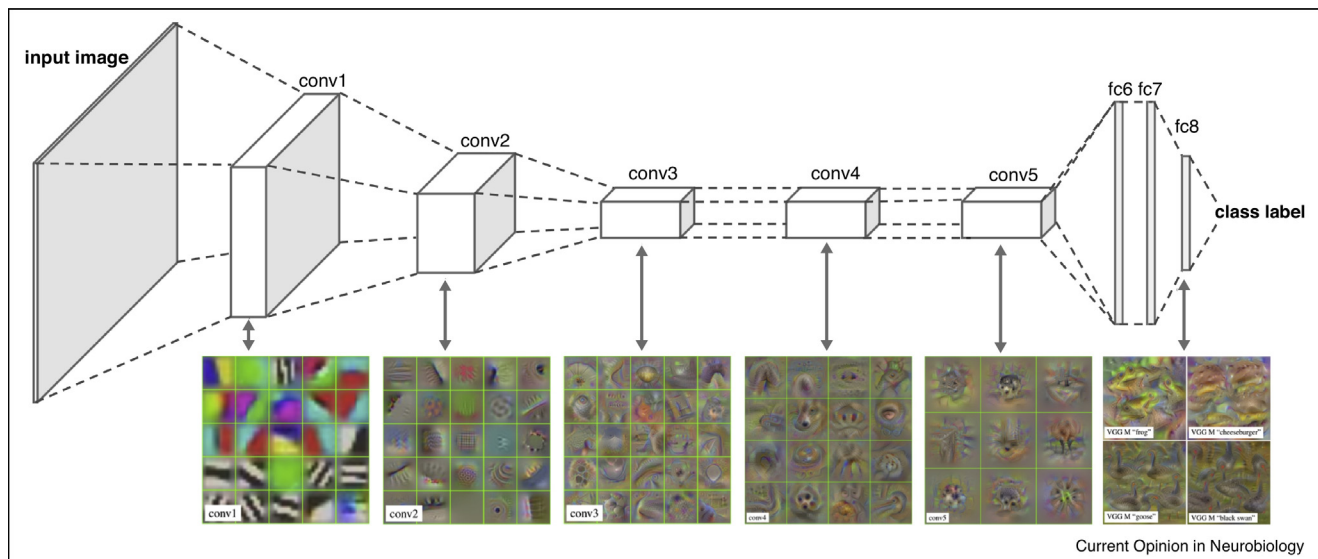 input image
conv1
conv2
conv3
conv4
conv5
fc6 fc7
fc8
class label
conv1
conv2
conv3
conv4
conv5
VGG M "frog"
VGG M "cheeseburger"
VGG M "goose"
VGG M "black swan"
Current Opinion in Neurobiology